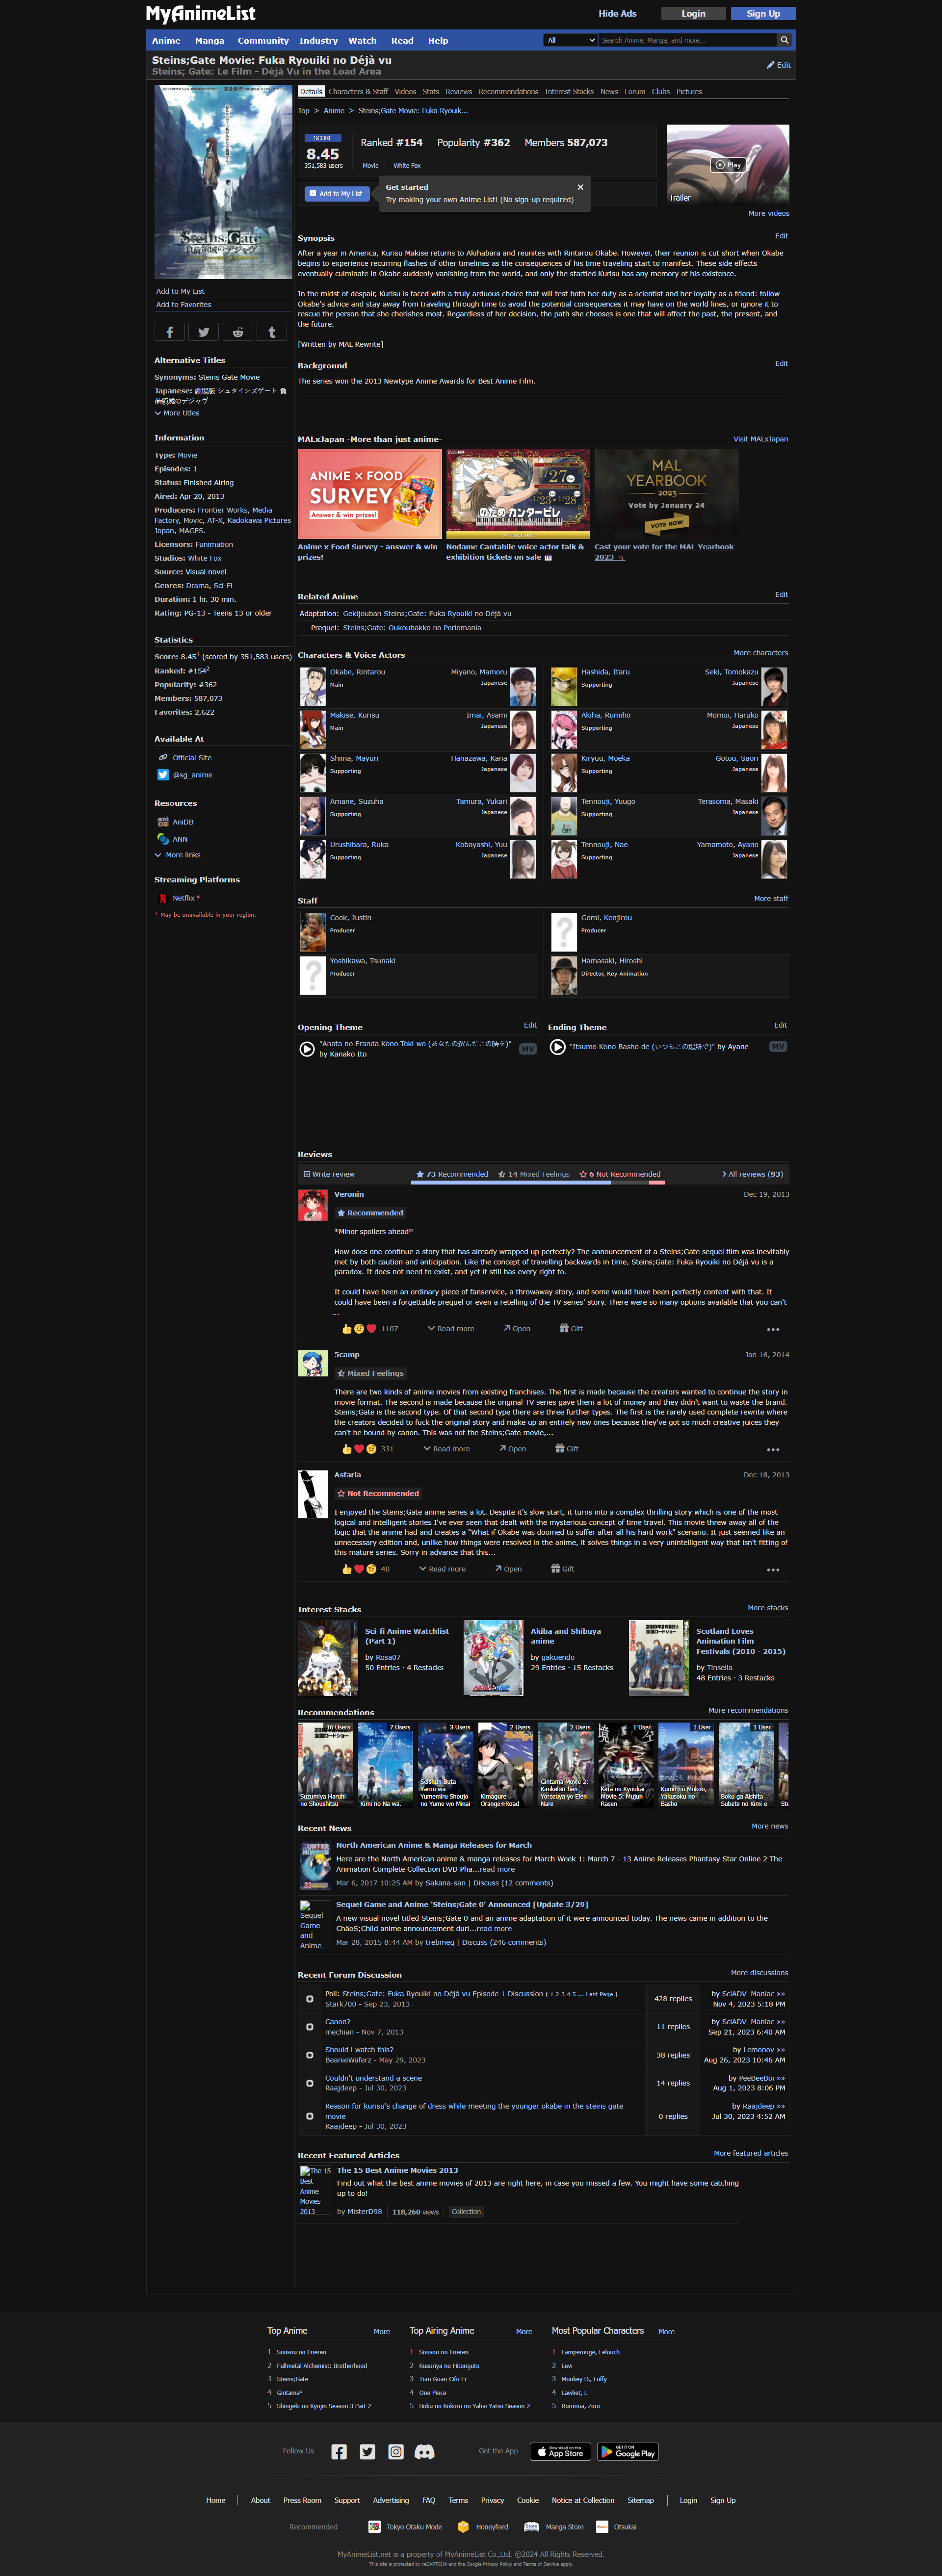 MyAnimeList
Hide Ads
Login
Sign Up
Anime
Manga
Community
Industry
Watch
Read
Help
All
Search Anime, Manga, and more...
Steins;Gate Movie: Fuka Ryouiki no Déjà vu
Steins; Gate: Le Film - Déjà Vu in the Load Area
Edit
Details
Characters & Staff
Videos
Stats
Reviews
Recommendations
Interest Stacks
News
Forum
Clubs
Pictures
Top > Anime > Steins;Gate Movie: Fuka Ryouik...
SCORE
8.45
351,583 users
Ranked #154
Popularity #362
Members 587,073
Movie
White Fox
Add to My List
Get started
Try making your own Anime List! (No sign-up required)
Play
Trailer
More videos
Steins;Gate
負荷領域のデジャヴ
Add to My List
Add to Favorites
Alternative Titles
Synonyms: Steins Gate Movie
Japanese: 劇場版 シュタインズゲート 負
荷領域のデジャヴ
More titles
Information
Type: Movie
Episodes: 1
Status: Finished Airing
Aired: Apr 20, 2013
Producers: Frontier Works, Media
Factory, Movic, AT-X, Kadokawa Pictures
Japan, MAGES.
Licensors: Funimation
Studios: White Fox
Source: Visual novel
Genres: Drama, Sci-Fi
Duration: 1 hr. 30 min.
Rating: PG-13 - Teens 13 or older
Statistics
Score: 8.451 (scored by 351,583 users)
Ranked: #1542
Popularity: #362
Members: 587,073
Favorites: 2,622
Available At
Official Site
@sg_anime
Resources
AniDB
ANN
More links
Streaming Platforms
Netflix *
* May be unavailable in your region.
Synopsis
Edit
After a year in America, Kurisu Makise returns to Akihabara and reunites with Rintarou Okabe. However, their reunion is cut short when Okabe
begins to experience recurring flashes of other timelines as the consequences of his time traveling start to manifest. These side effects
eventually culminate in Okabe suddenly vanishing from the world, and only the startled Kurisu has any memory of his existence.
In the midst of despair, Kurisu is faced with a truly arduous choice that will test both her duty as a scientist and her loyalty as a friend: follow
Okabe's advice and stay away from traveling through time to avoid the potential consequences it may have on the world lines, or ignore it to
rescue the person that she cherishes most. Regardless of her decision, the path she chooses is one that will affect the past, the present, and
the future.
[Written by MAL Rewrite]
Background
Edit
The series won the 2013 Newtype Anime Awards for Best Anime Film.
MALxJapan -More than just anime-
Visit MALxJapan
ANIME × FOOD
SURVEY
Answer & win prizes!
のだめカンタービレ
MAL
YEARBOOK
2023
Vote by January 24
VOTE NOW
Anime x Food Survey - answer & win
prizes!
Nodame Cantabile voice actor talk &
exhibition tickets on sale
Cast your vote for the MAL Yearbook
2023
Related Anime
Edit
Adaptation: Gekijouban Steins;Gate: Fuka Ryouiki no Déjà vu
Prequel: Steins;Gate: Oukoubakko no Poriomania
Characters & Voice Actors
More characters
Okabe, Rintarou
Main
Miyano, Mamoru
Japanese
Hashida, Itaru
Supporting
Seki, Tomokazu
Japanese
Makise, Kurisu
Main
Imai, Asami
Japanese
Akiha, Rumiho
Supporting
Momoi, Haruko
Japanese
Shiina, Mayuri
Supporting
Hanazawa, Kana
Japanese
Kiryuu, Moeka
Supporting
Gotou, Saori
Japanese
Amane, Suzuha
Supporting
Tamura, Yukari
Japanese
Tennouji, Yuugo
Supporting
Terasoma, Masaki
Japanese
Urushibara, Ruka
Supporting
Kobayashi, Yuu
Japanese
Tennouji, Nae
Supporting
Yamamoto, Ayano
Japanese
Staff
More staff
Cook, Justin
Producer
Gomi, Kenjirou
Producer
Yoshikawa, Tsunaki
Producer
Hamasaki, Hiroshi
Director, Key Animation
Opening Theme
Edit
"Anata no Eranda Kono Toki wo (あなたの選んだこの時を)"
by Kanako Ito
MV
Ending Theme
Edit
"Itsumo Kono Basho de (いつもこの場所で)" by Ayane
MV
Reviews
Write review
73 Recommended
14 Mixed Feelings
6 Not Recommended
All reviews (93)
Veronin
Dec 19, 2013
Recommended
*Minor spoilers ahead*
How does one continue a story that has already wrapped up perfectly? The announcement of a Steins;Gate sequel film was inevitably
met by both caution and anticipation. Like the concept of travelling backwards in time, Steins;Gate: Fuka Ryouiki no Déjà vu is a
paradox. It does not need to exist, and yet it still has every right to.
It could have been an ordinary piece of fanservice, a throwaway story, and some would have been perfectly content with that. It
could have been a forgettable prequel or even a retelling of the TV series' story. There were so many options available that you can't
...
1107
Read more
Open
Gift
5camp
Jan 16, 2014
Mixed Feelings
There are two kinds of anime movies from existing franchises. The first is made because the creators wanted to continue the story in
movie format. The second is made because the original TV series gave them a lot of money and they didn't want to waste the brand.
Steins;Gate is the second type. Of that second type there are three further types. The first is the rarely used complete rewrite where
the creators decided to fuck the original story and make up an entirely new ones because they've got so much creative juices they
can't be bound by canon. This was not the Steins;Gate movie,...
331
Read more
Open
Gift
Asfaria
Dec 18, 2013
Not Recommended
I enjoyed the Steins;Gate anime series a lot. Despite it's slow start, it turns into a complex thrilling story which is one of the most
logical and intelligent stories I've ever seen that dealt with the mysterious concept of time travel. This movie threw away all of the
logic that the anime had and creates a "What if Okabe was doomed to suffer after all his hard work" scenario. It just seemed like an
unnecessary edition and, unlike how things were resolved in the anime, it solves things in a very unintelligent way that isn't fitting of
this mature series. Sorry in advance that this...
40
Read more
Open
Gift
Interest Stacks
More stacks
Sci-fi Anime Watchlist
(Part 1)
by Rosa07
50 Entries · 4 Restacks
Akiba and Shibuya
anime
by gakuendo
29 Entries · 15 Restacks
Scotland Loves
Animation Film
Festivals (2010 - 2015)
by Tinselia
48 Entries · 3 Restacks
Recommendations
More recommendations
16 Users
Suzumiya Haruhi
no Shoushitsu
7 Users
Kimi no Na wa.
3 Users
Seishun Buta
Yarou wa
Yumemiru Shoujo
no Yume wo Minai
2 Users
Kimagure
Orange☆Road
2 Users
Gintama Movie 2:
Kanketsu-hen
Yorozuya yo Eien
Nare
1 User
Kara no Kyoukai
Movie 5: Mujun
Rasen
1 User
Kumo no Mukou,
Yakusoku no
Basho
1 User
Boku ga Aishita
Subete no Kimi e
Ste
Recent News
More news
North American Anime & Manga Releases for March
Here are the North American anime & manga releases for March Week 1: March 7 - 13 Anime Releases Phantasy Star Online 2 The
Animation Complete Collection DVD Pha...read more
Mar 6, 2017 10:25 AM by Sakana-san | Discuss (12 comments)
Sequel
Game
and
Anime
Sequel Game and Anime 'Steins;Gate 0' Announced [Update 3/29]
A new visual novel titled Steins;Gate 0 and an anime adaptation of it were announced today. The news came in addition to the
ChäoS;Child anime announcement duri...read more
Mar 28, 2015 8:44 AM by trebmeg | Discuss (246 comments)
Recent Forum Discussion
More discussions
Poll: Steins;Gate: Fuka Ryouiki no Déjà vu Episode 1 Discussion ( 1 2 3 4 5 ... Last Page )
Stark700 - Sep 23, 2013
428 replies
by SciADV_Maniac »»
Nov 4, 2023 5:18 PM
Canon?
mechian - Nov 7, 2013
11 replies
by SciADV_Maniac »»
Sep 21, 2023 6:40 AM
Should i watch this?
BeanieWaferz - May 29, 2023
38 replies
by Lemonov »»
Aug 26, 2023 10:46 AM
Couldn't understand a scene
Raajdeep - Jul 30, 2023
14 replies
by PeeBeeBoi »»
Aug 1, 2023 8:06 PM
Reason for kurisu's change of dress while meeting the younger okabe in the steins gate
movie
Raajdeep - Jul 30, 2023
0 replies
by Raajdeep »»
Jul 30, 2023 4:52 AM
Recent Featured Articles
More featured articles
The 15
Best
Anime
Movies
2013
The 15 Best Anime Movies 2013
Find out what the best anime movies of 2013 are right here, in case you missed a few. You might have some catching
up to do!
by MisterD98
118,260 views
Collection
Top Anime
More
1 Sousou no Frieren
2 Fullmetal Alchemist: Brotherhood
3 Steins;Gate
4 Gintama°
5 Shingeki no Kyojin Season 3 Part 2
Top Airing Anime
More
1 Sousou no Frieren
2 Kusuriya no Hitorigoto
3 Tian Guan Cifu Er
4 One Piece
5 Boku no Kokoro no Yabai Yatsu Season 2
Most Popular Characters
More
1 Lamperouge, Lelouch
2 Levi
3 Monkey D., Luffy
4 Lawliet, L
5 Roronoa, Zoro
Follow Us
Get the App
Download on the
App Store
GET IT ON
Google Play
Home
About
Press Room
Support
Advertising
FAQ
Terms
Privacy
Cookie
Notice at Collection
Sitemap
Login
Sign Up
Recommended
Tokyo Otaku Mode
Honeyfeed
Manga Store
Otsukai
MyAnimeList.net is a property of MyAnimeList Co.,Ltd. ©2024 All Rights Reserved.
This site is protected by reCAPTCHA and the Google Privacy Policy and Terms of Service apply.